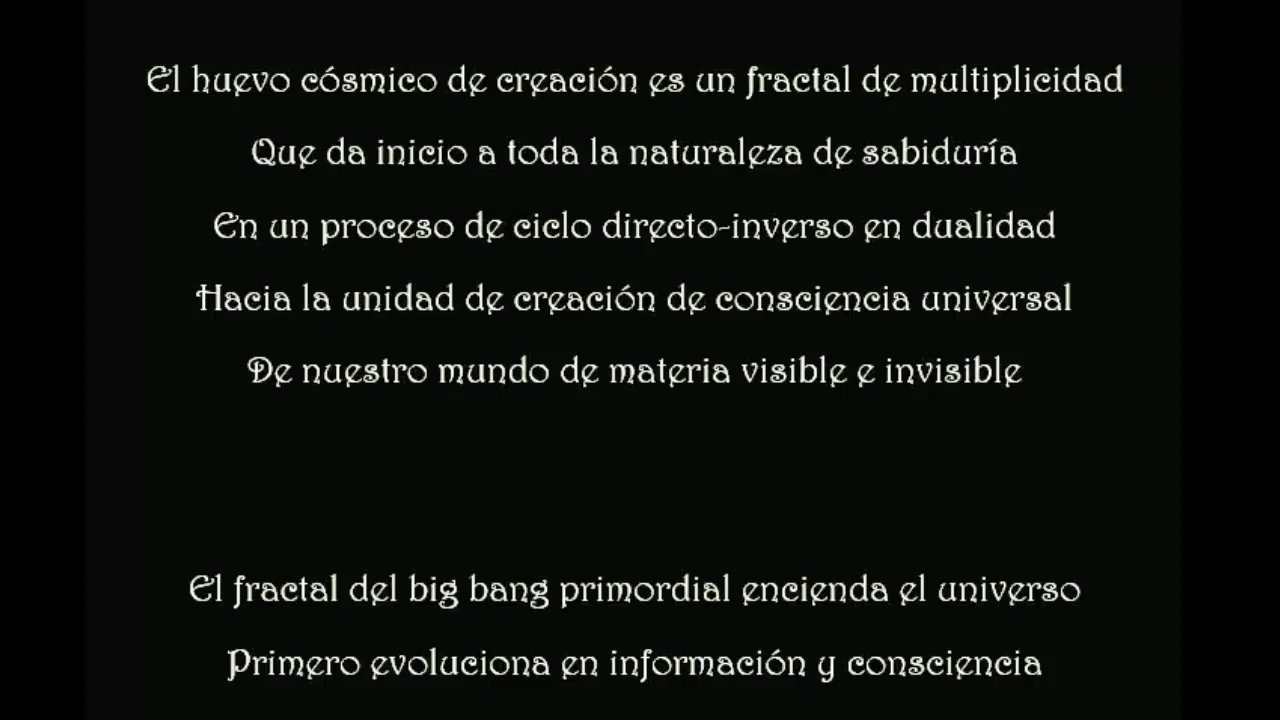 El huevo cósmico de creación es un fractal de multiplicidad
Que da inicio a toda la naturaleza de sabiduría
En un proceso de ciclo directo-inverso en dualidad
Hacia la unidad de creación de consciencia universal
De nuestro mundo de materia visible e invisible
El fractal del big bang primordial encienda el universo
Primero evoluciona en información y consciencia